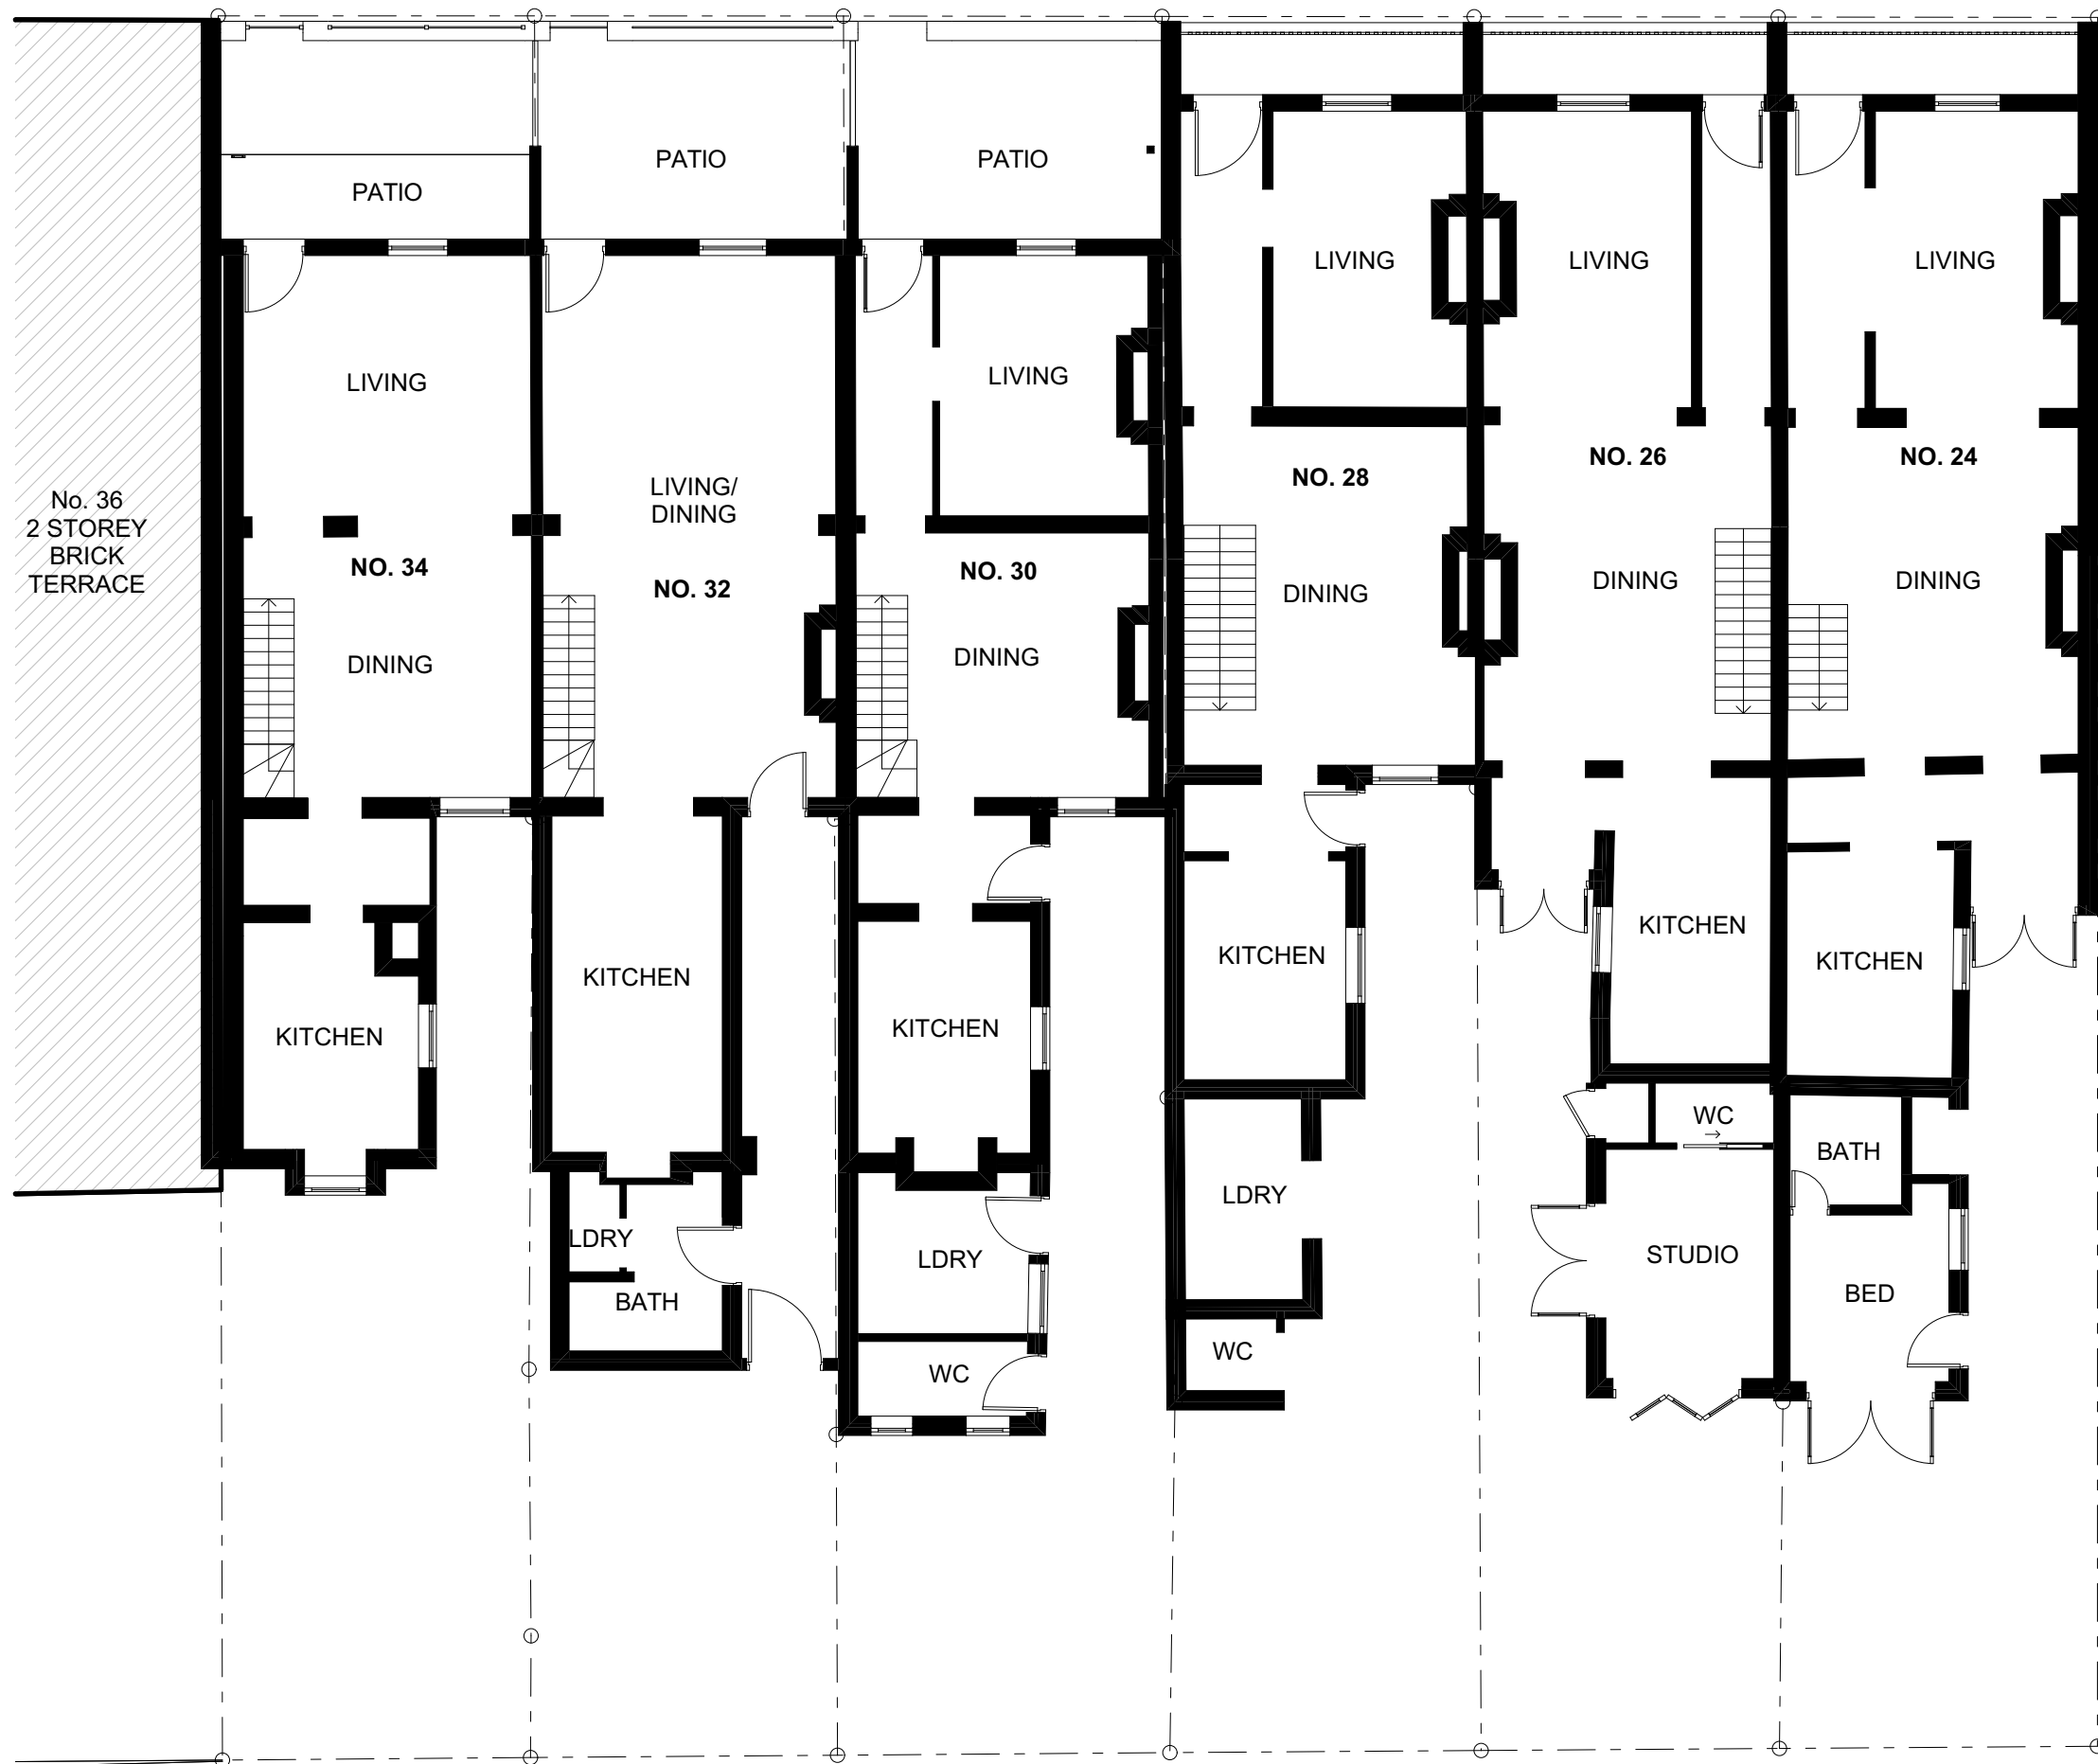 PATIO
PATIO
PATIO
LIVING
LIVING
LIVING
LIVING
LIVING
NO. 28
NO. 26
NO. 24
No. 36
2 STOREY
BRICK
TERRACE
LIVING/
DINING
NO. 34
NO. 32
NO. 30
DINING
DINING
DINING
DINING
DINING
KITCHEN
KITCHEN
KITCHEN
KITCHEN
KITCHEN
KITCHEN
WC
BATH
LDRY
LDRY
LDRY
STUDIO
BATH
BED
WC
WC